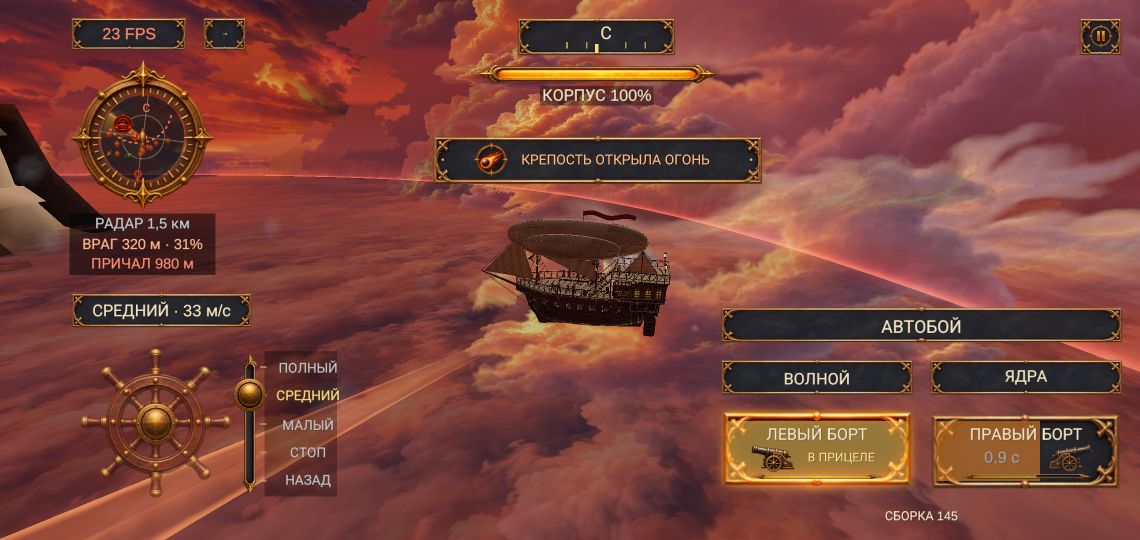 23 FPS
С
КОРПУС 100%
С
КРЕПОСТЬ ОТКРЫЛА ОГОНЬ
РАДАР 1,5 км
ВРАГ 320 м · 31%
ПРИЧАЛ 980 м
СРЕДНИЙ · 33 м/с
ПОЛНЫЙ
СРЕДНИЙ
МАЛЫЙ
СТОП
НАЗАД
АВТОБОЙ
ВОЛНОЙ
ЯДРА
ЛЕВЫЙ БОРТ
В ПРИЦЕЛЕ
ПРАВЫЙ БОРТ
0,9 с
СБОРКА 145